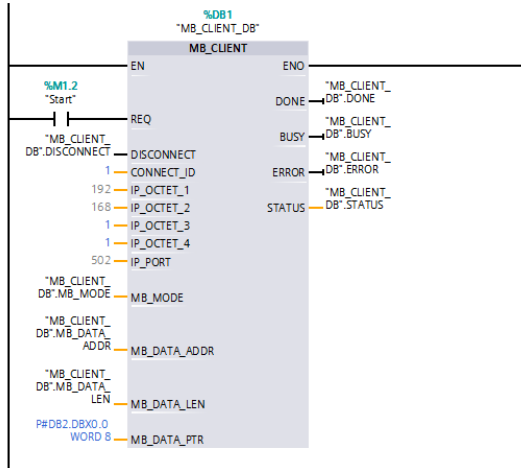 %DB1
"MB_CLIENT_DB"
MB_CLIENT
EN
ENO
%M1.2
"Start"
REQ
DONE
"MB_CLIENT_
DB".DONE
BUSY
"MB_CLIENT_
DB".BUSY
"MB_CLIENT_
DB".DISCONNECT
DISCONNECT
ERROR
"MB_CLIENT_
DB".ERROR
1
CONNECT_ID
192
IP_OCTET_1
168
IP_OCTET_2
STATUS
"MB_CLIENT_
DB".STATUS
1
IP_OCTET_3
1
IP_OCTET_4
502
IP_PORT
"MB_CLIENT_
DB".MB_MODE
MB_MODE
"MB_CLIENT_
DB".MB_DATA_
ADDR
MB_DATA_ADDR
"MB_CLIENT_
DB".MB_DATA_
LEN
MB_DATA_LEN
P#DB2.DBX0.0
WORD 8
MB_DATA_PTR